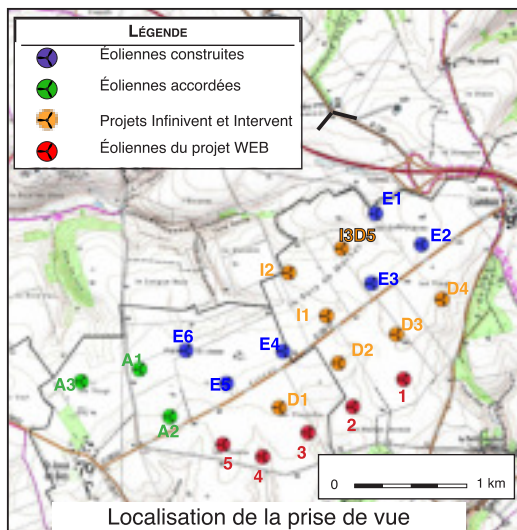 LÉGENDE
Éoliennes construites
Éoliennes accordées
Projets Infinivent et Intervent
Éoliennes du projet WEB
E1
I3D5
E2
I2
E3
D4
I1
D3
E6
E4
D2
A1
A3
E5
1
D1
2
A2
3
5
4
0
1 km
Localisation de la prise de vue